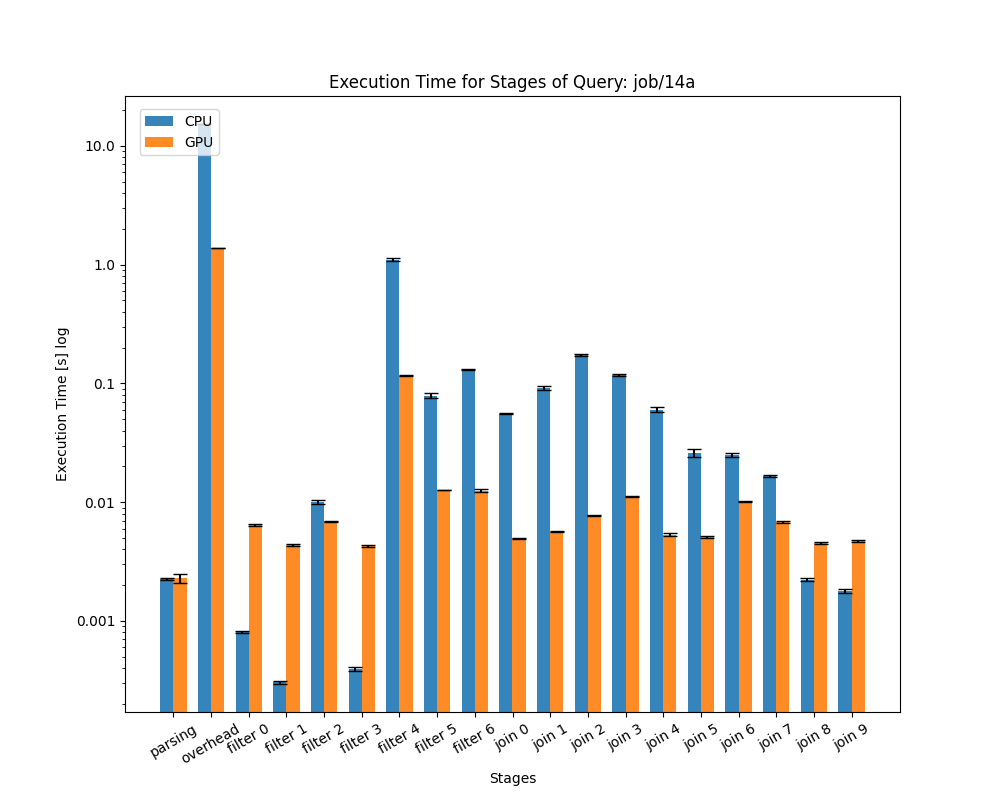 Execution Time for Stages of Query: job/14a
CPU
GPU
10.0
1.0
0.1
0.01
0.001
Execution Time [s] log
parsing
overhead
filter 0
filter 1
filter 2
filter 3
filter 4
filter 5
filter 6
join 0
join 1
join 2
join 3
join 4
join 5
join 6
join 7
join 8
join 9
Stages